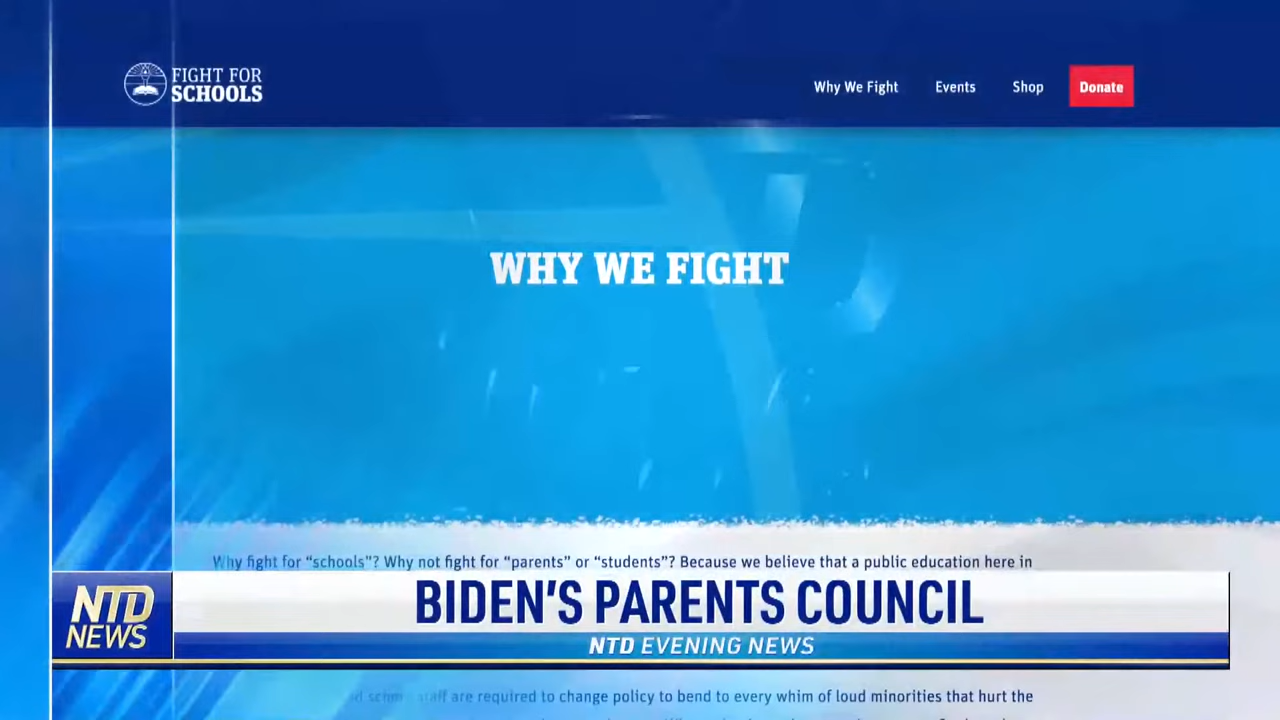 FIGHT FOR
SCHOOLS
Why We Fight
Events
Shop
Donate
WHY WE FIGHT
Why fight for “schools”? Why not fight for “parents” or “students”? Because we believe that a public education here in
BIDEN’S PARENTS COUNCIL
NTD
NEWS
NTD EVENING NEWS
staff are required to change policy to bend to every whim of loud minorities that hurt the